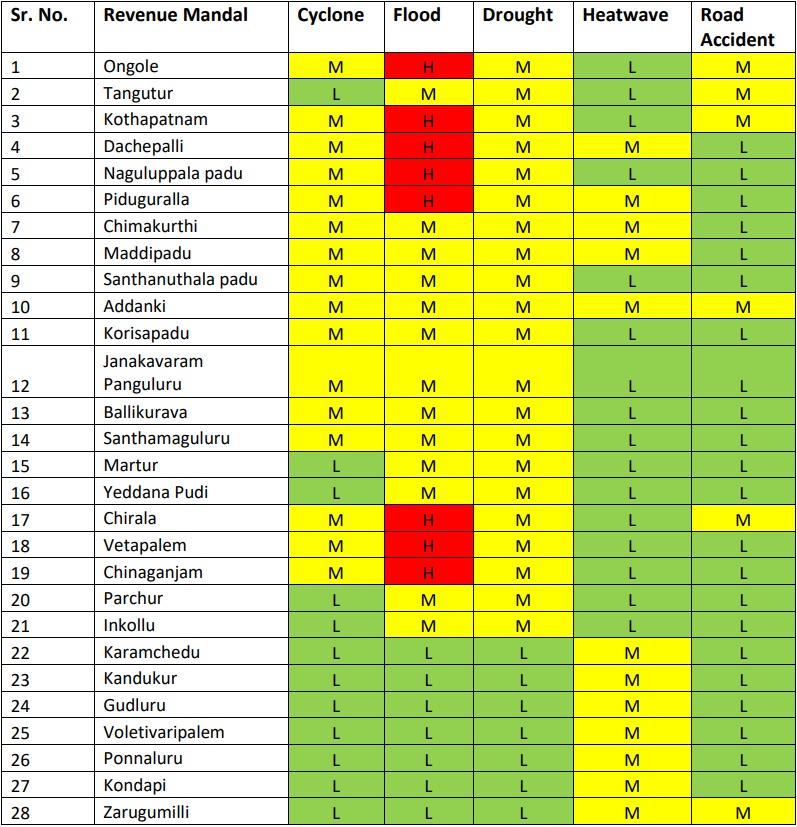 Sr. No. Revenue Mandal Cyclone Flood Drought Heatwave Road
Accident
1 Ongole M H M L M
2 Tangutur L M M L M
3 Kothapatnam M H M L M
4 Dachepalli M H M M L
5 Naguluppala padu M H M L L
6 Piduguralla M H M M L
7 Chimakurthi M M M M L
8 Maddipadu M M M M L
9 Santhanuthala padu M M M L L
10 Addanki M M M M M
11 Korisapadu M M M L L
Janakavaram
12 Panguluru M M M L L
13 Ballikurava M M M L L
14 Santhamaguluru M M M L L
15 Martur L M M L L
16 Yeddana Pudi L M M L L
17 Chirala M H M L M
18 Vetapalem M H M L L
19 Chinaganjam M H M L L
20 Parchur L M M L L
21 Inkollu L M M L L
22 Karamchedu L L L M L
23 Kandukur L L L M L
24 Gudluru L L L M L
25 Voletivaripalem L L L M L
26 Ponnaluru L L L M L
27 Kondapi L L L M L
28 Zarugumilli L L L M M